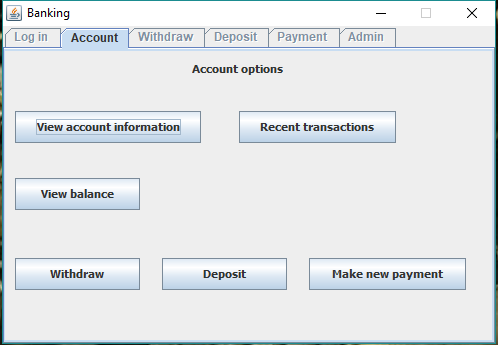 Banking
Log in Account Withdraw Deposit Payment Admin
Account options
View account information Recent transactions
View balance
Withdraw Deposit Make new payment